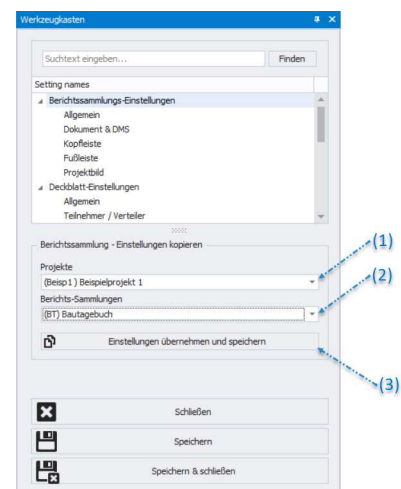 Werkzeugkasten
Suchtext eingeben...
Finden
Setting names
Berichtssammlungs-Einstellungen
Allgemein
Dokument & DMS
Kopfleiste
Fußleiste
Projektbild
Deckblatt-Einstellungen
Allgemein
Teilnehmer / Verteiler
Berichtssammlung - Einstellungen kopieren
(1)
Projekte
(Beisp1 ) Beispielprojekt 1
(2)
Berichts-Sammlungen
(BT) Bautagebuch
Einstellungen übernehmen und speichern
(3)
Schließen
Speichern
Speichern & schließen